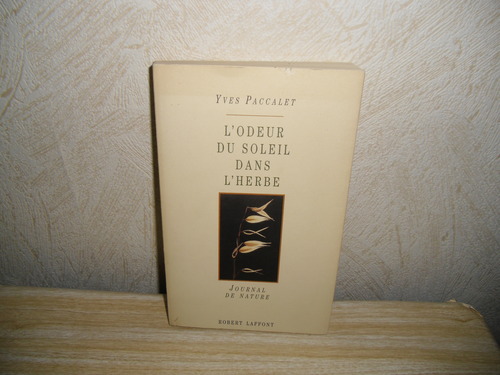 YVES PACCALET
L'ODEUR
DU SOLEIL
DANS
L'HERBE
JOURNAL
DE NATURE
ROBERT LAFFONT